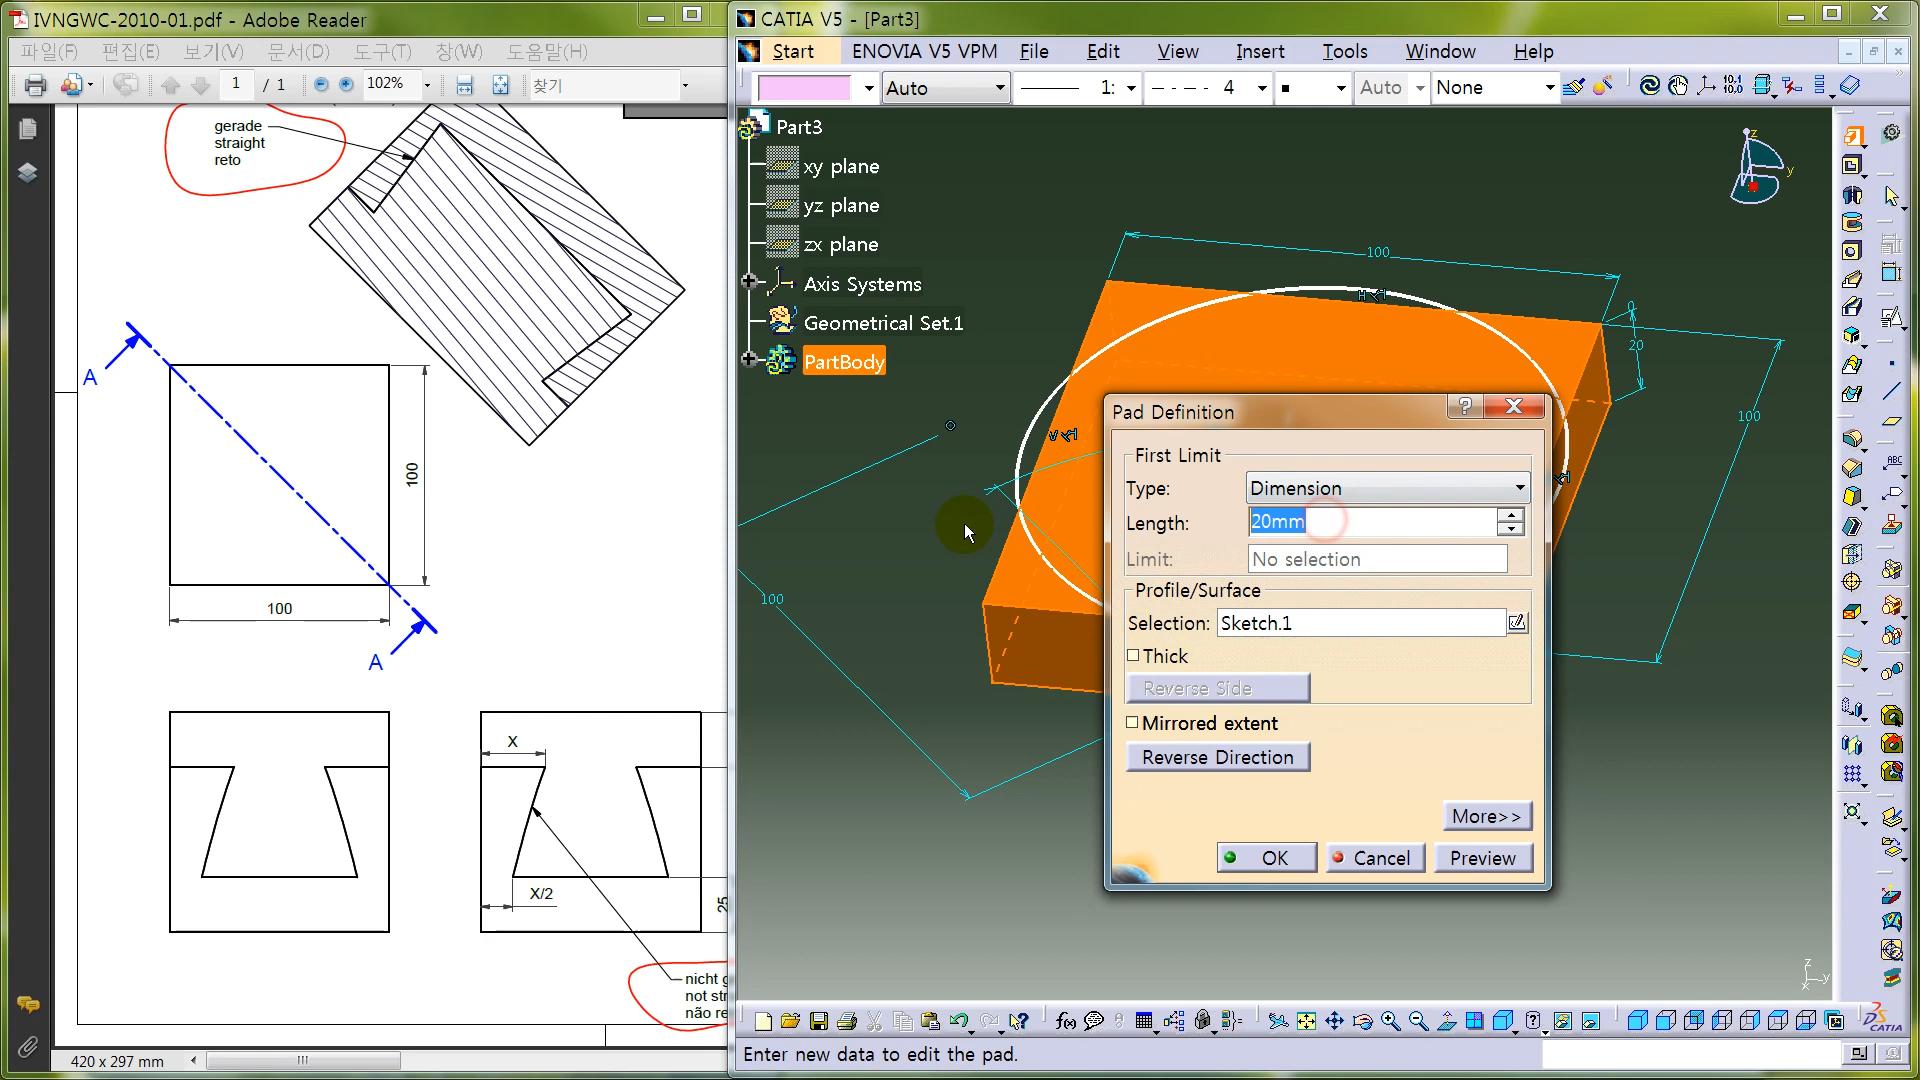 IVNGWC-2010-01.pdf - Adobe Reader
파일(F) 편집(E) 보기(V) 문서(D) 도구(T) 창(W) 도움말(H)
1 / 1 102% 찾기
gerade
straight
reto
A
100
100
A
X
X/2
25
nicht g
not str
não re
420 x 297 mm
CATIA V5 - [Part3]
Start ENOVIA V5 VPM File Edit View Insert Tools Window Help
Auto 1: 4 Auto None
Part3
xy plane
yz plane
zx plane
Axis Systems
Geometrical Set.1
PartBody
z
y
100
H
0
20
100
V
100
Pad Definition
First Limit
Type: Dimension
Length: 20mm
Limit: No selection
Profile/Surface
Selection: Sketch.1
Thick
Reverse Side
Mirrored extent
Reverse Direction
More>>
OK Cancel Preview
ABC
z
y
x
f(x)
CATIA
Enter new data to edit the pad.